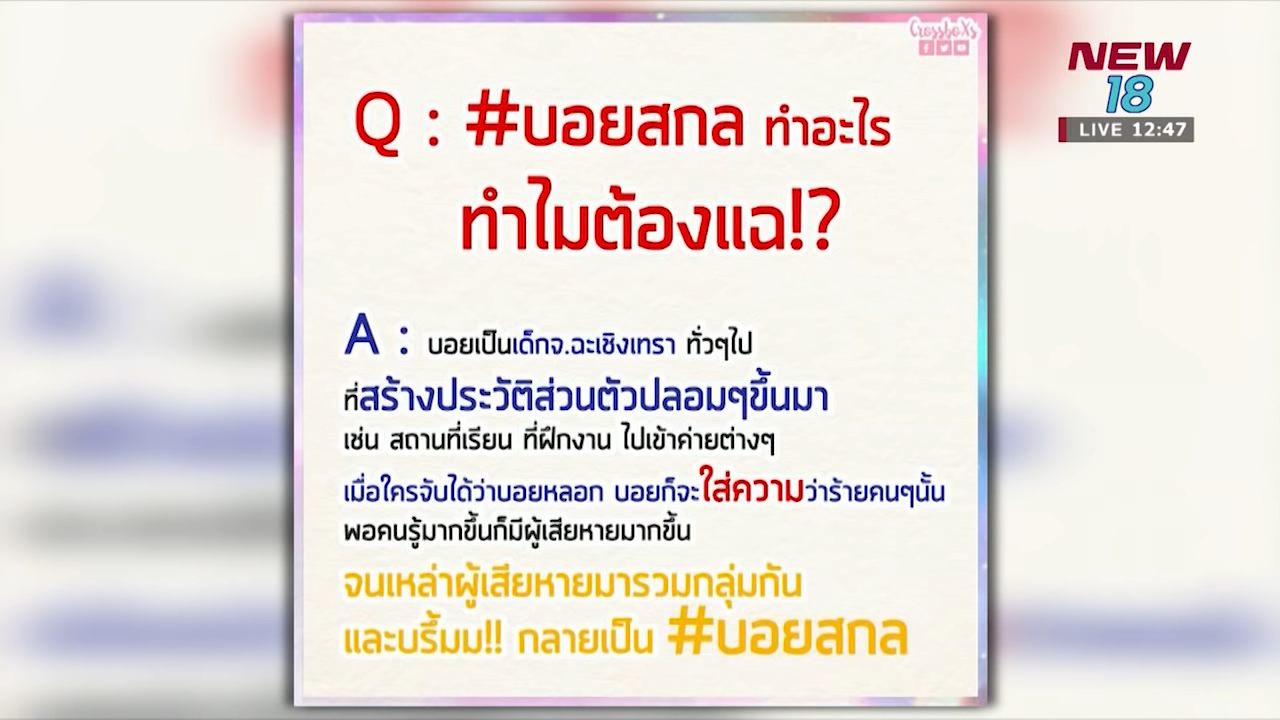 CrossboXs
NEW
18
LIVE 12:47
Q : #บอยสกล ทำอะไร
ทำไมต้องแฉ!?
A : บอยเป็นเด็กจ.ฉะเชิงเทรา ทั่วๆไป
ที่สร้างประวัติส่วนตัวปลอมๆขึ้นมา
เช่น สถานที่เรียน ที่ฝึกงาน ไปเข้าค่ายต่างๆ
เมื่อใครจับได้ว่าบอยหลอก บอยก็จะใส่ความว่าร้ายคนๆนั้น
พอคนรู้มากขึ้นก็มีผู้เสียหายมากขึ้น
จนเหล่าผู้เสียหายมารวมกลุ่มกัน
และบรึ้มม!! กลายเป็น #บอยสกล